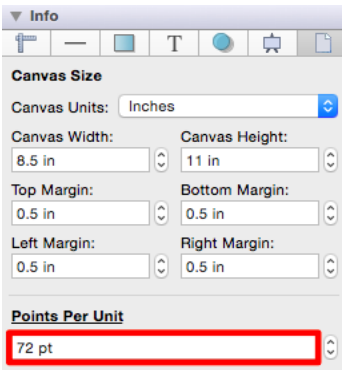 Info
T
Canvas Size
Canvas Units: Inches
Canvas Width: Canvas Height:
8.5 in 11 in
Top Margin: Bottom Margin:
0.5 in 0.5 in
Left Margin: Right Margin:
0.5 in 0.5 in
Points Per Unit
72 pt